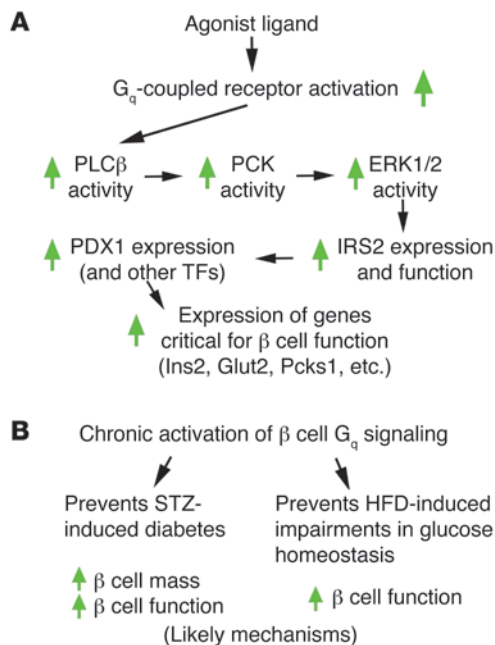 A
Agonist ligand
Gq-coupled receptor activation
PLCβ PCK ERK1/2
activity activity activity
PDX1 expression IRS2 expression
(and other TFs) and function
Expression of genes
critical for β cell function
(Ins2, Glut2, Pcks1, etc.)
B
Chronic activation of β cell Gq signaling
Prevents STZ-
induced diabetes
Prevents HFD-induced
impairments in glucose
homeostasis
β cell mass
β cell function
β cell function
(Likely mechanisms)